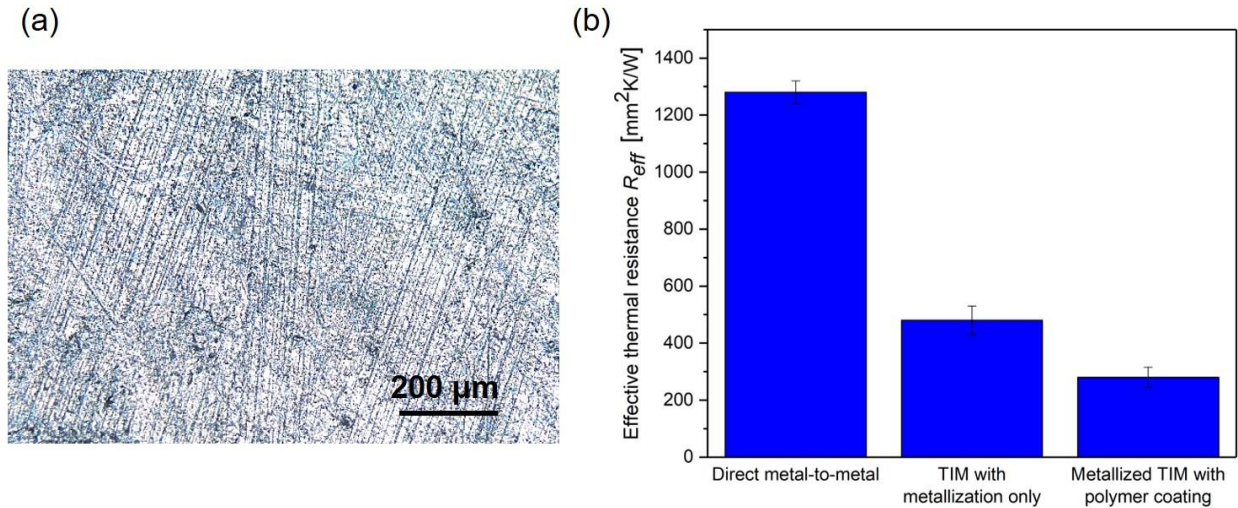 (a)
200 µm
(b)
Effective thermal resistance R_eff [mm²K/W]
1400
1200
1000
800
600
400
200
0
Direct metal-to-metal
TIM with
metallization only
Metallized TIM with
polymer coating